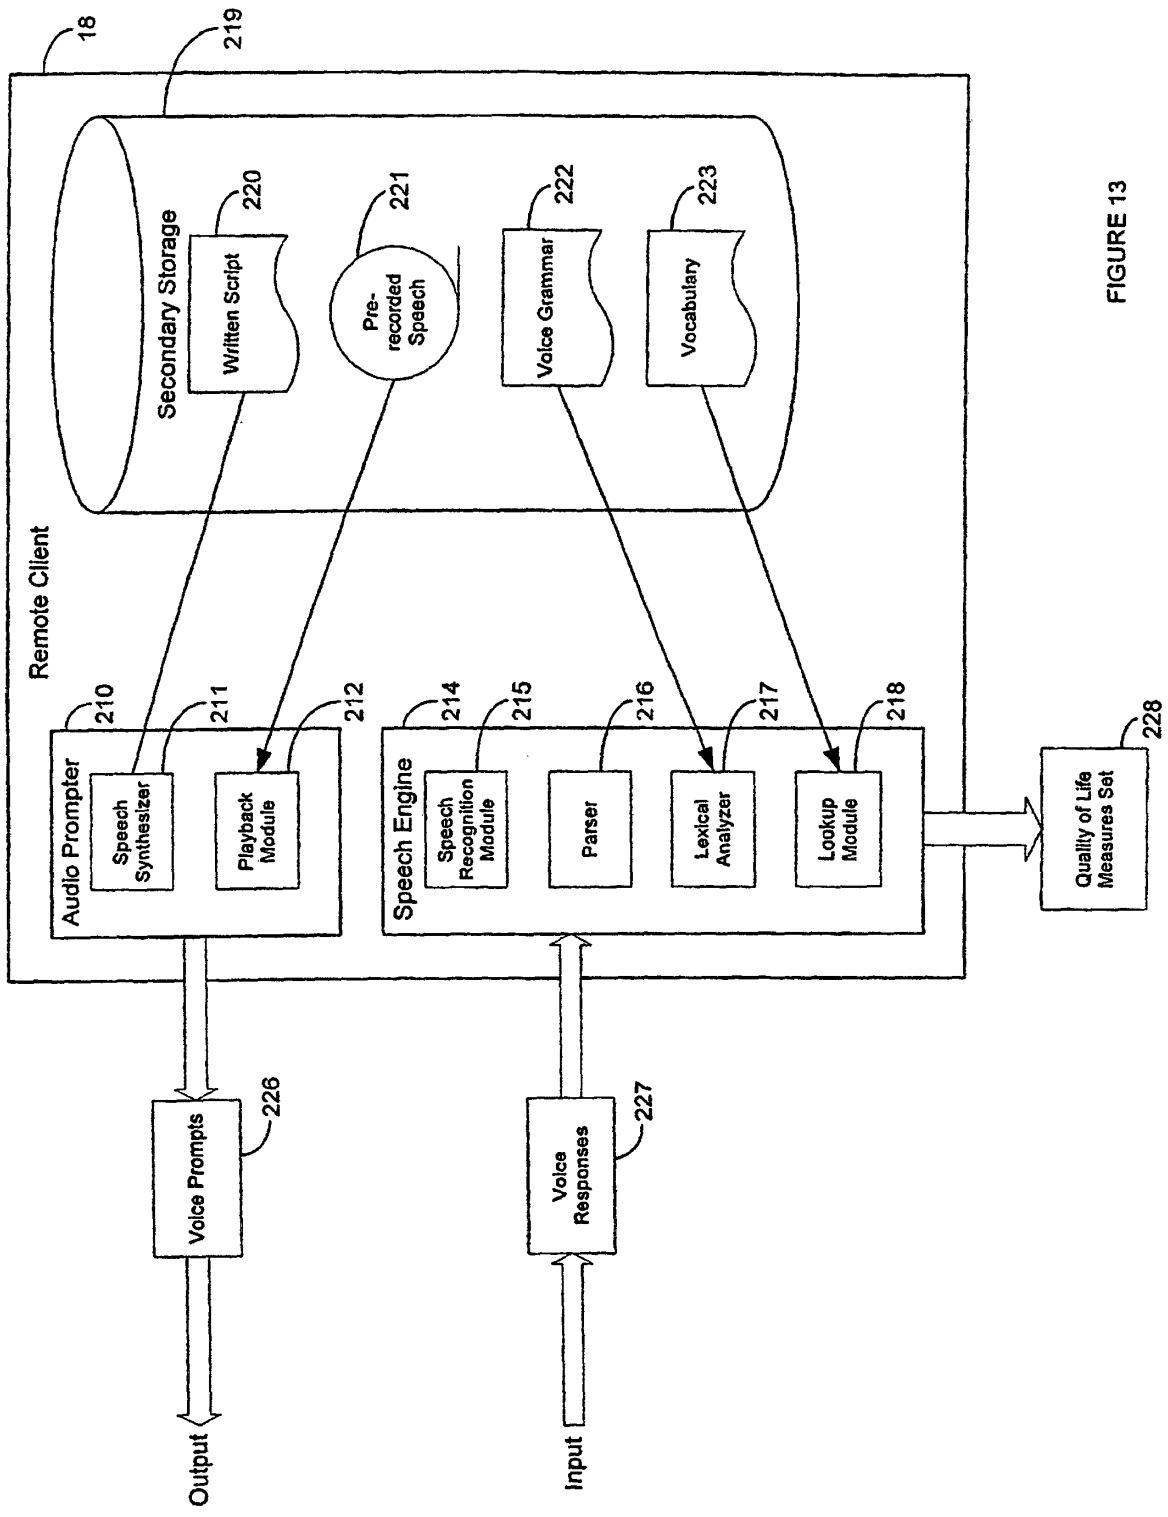 18
Remote Client
219
Secondary Storage
Written Script
220
Pre-
recorded
Speech
221
Voice Grammar
222
Vocabulary
223
210
Audio Prompter
Speech
Synthesizer
211
Playback
Module
212
214
Speech Engine
Speech
Recognition
Module
215
Parser
216
Lexical
Analyzer
217
Lookup
Module
218
Voice Prompts
226
Output
Voice
Responses
227
Input
Quality of Life
Measures Set
228
FIGURE 13